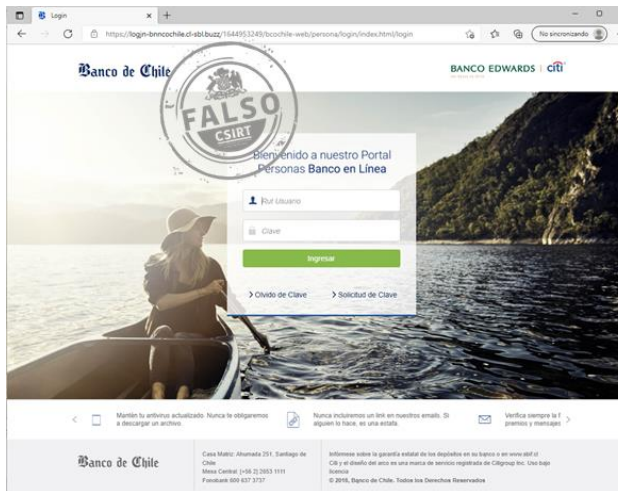 Login
https://logjn-bnncochile.cl-sbl.buzz/1644953249/bcochile-web/persona/login/index.html/login
No sincronizando
Banco de Chile
BANCO EDWARDS | citi
FALSO
CSIRT
Bienvenido a nuestro Portal
Personas Banco en Línea
Rut Usuario
Clave
Ingresar
Olvido de Clave
Solicitud de Clave
Mantén tu antivirus actualizado. Nunca te obligaremos
a descargar un archivo.
Nunca incluiremos un link en nuestros emails. Si
alguien lo hace, es una estafa.
Verifica siempre la f
premios y mensajes
Banco de Chile
Casa Matriz: Ahumada 251, Santiago de
Chile
Mesa Central: (+56 2) 2653 1111
Fonobank 600 637 3737
Infórmese sobre la garantía estatal de los depósitos en su banco o en www.sbif.cl
Citi y el diseño del arco es una marca de servicio registrada de Citigroup Inc. Uso bajo
licencia
Banco de Chile. Todos los Derechos Reservados